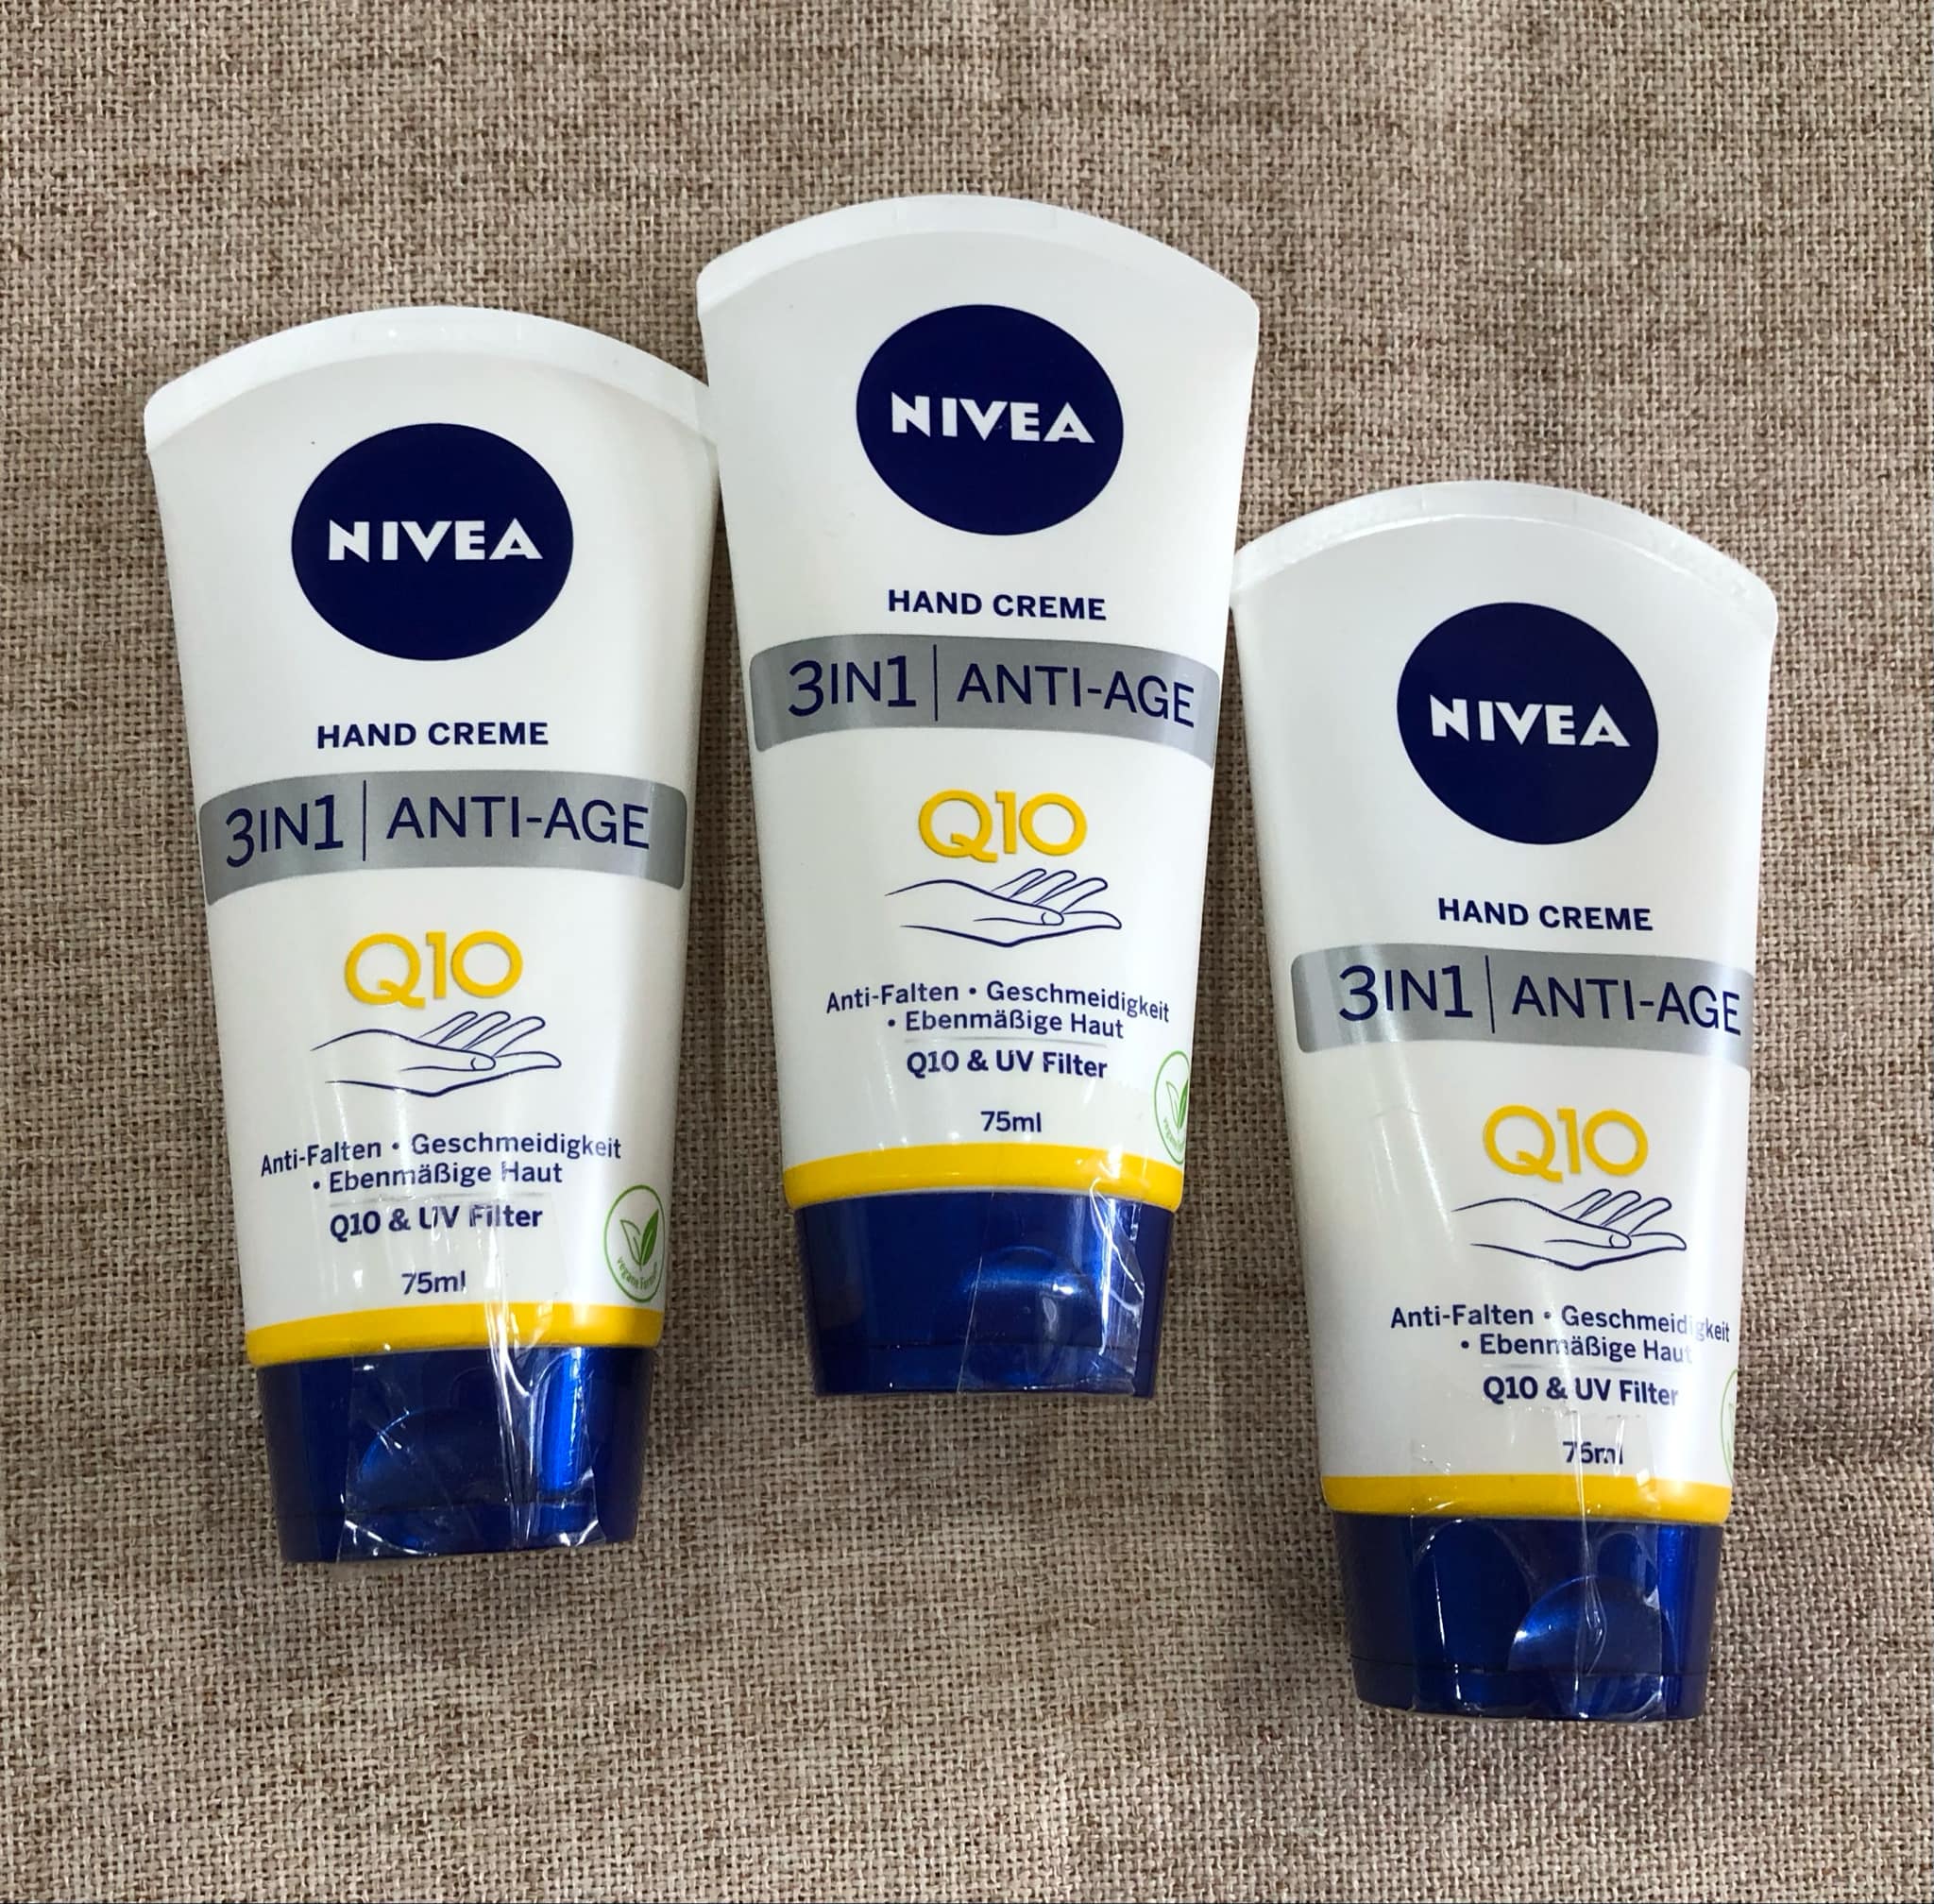 NIVEA
HAND CREME
3IN1 | ANTI-AGE
Q10
Anti-Falten • Geschmeidigkeit
• Ebenmäßige Haut
Q10 & UV Filter
75ml
NIVEA
HAND CREME
3IN1 | ANTI-AGE
Q10
Anti-Falten • Geschmeidigkeit
• Ebenmäßige Haut
Q10 & UV Filter
75ml
NIVEA
HAND CREME
3IN1 | ANTI-AGE
Q10
Anti-Falten • Geschmeidigkeit
• Ebenmäßige Haut
Q10 & UV Filter
75ml